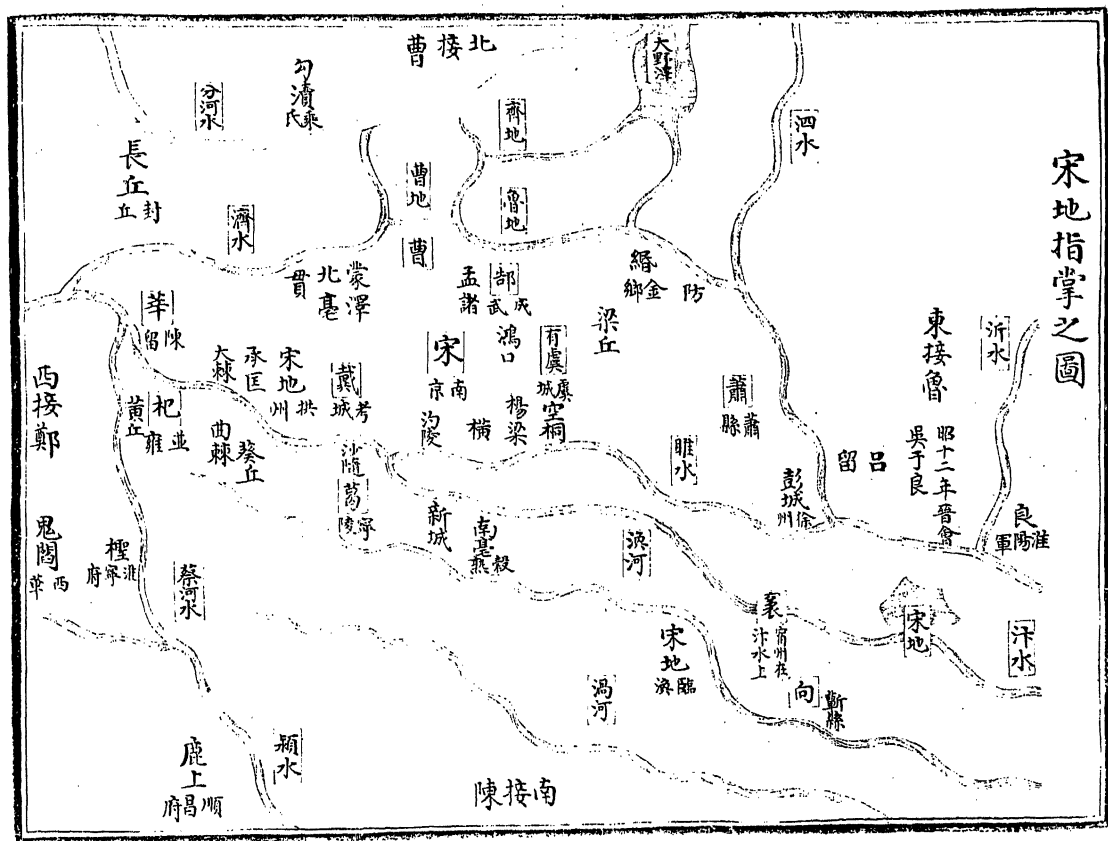 宋地指掌之圖
東接魯
昭十二年晉會
吳于良
沂水
良
淮陽軍
汴水
泗水
呂
留
彭城
徐州
宋地
蕭
蕭縣
防
緡
金鄉
大野澤
北接曹
齊地
魯地
曹地
曹
郜
成武
孟諸
鴻口
有虞
虞城
空桐
梁丘
楊梁
橫
宋
南京
汋陵
睢水
渙河
襄
宿州在
汴水上
向
蘄縣
宋地
臨渙
渦河
南亳
穀熟
新城
南接陳
勾瀆
乘氏
分河水
長丘
封丘
濟水
蒙澤
北亳
貫
戴
考城
宋地
拱州
承匡
大棘
曲棘
葵丘
沙隨
葛
寧陵
華
陳留
杞
雍丘
黃丘
西接鄭
鬼閻
西華
檉
淮寧府
蔡河水
潁水
鹿上
順昌府